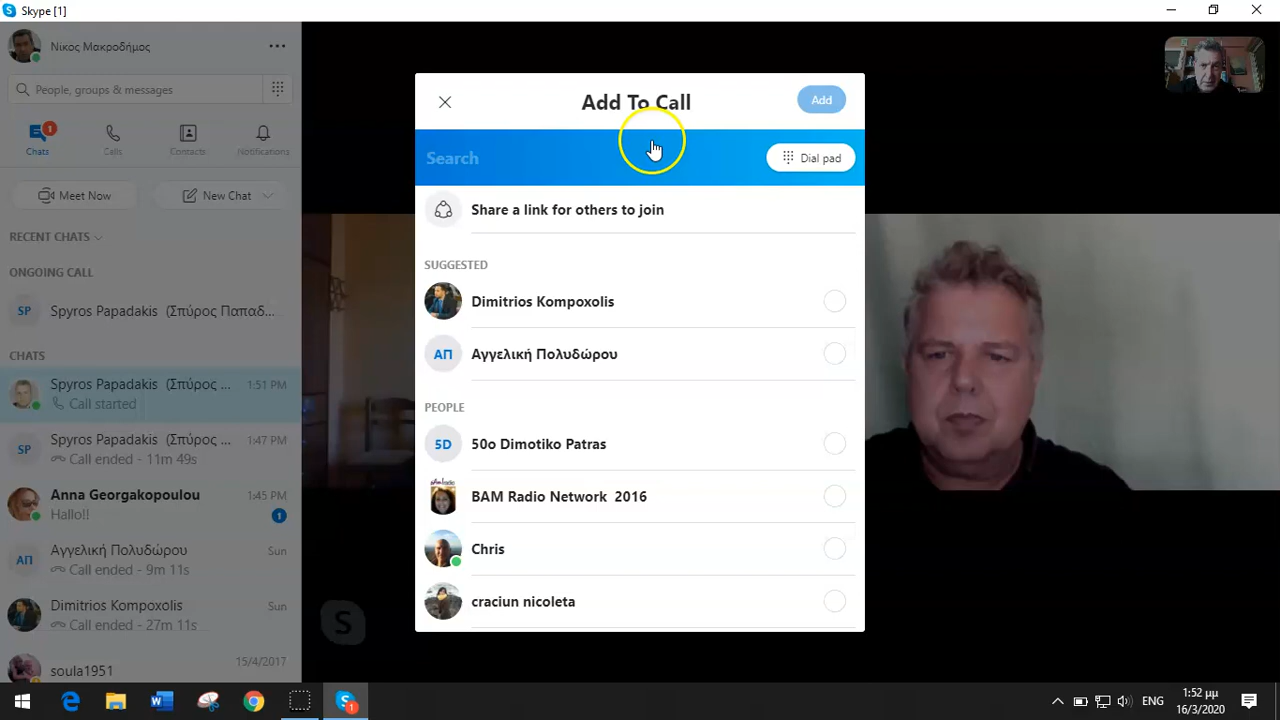 Skype [1]
Νίκος Μακροδήμος
People, groups & messages
1
Chats
Calls
Contacts
Notifications
Meet Now
New Chat
RECENT CHATS
ONGOING CALL
SP
Spyros Papadakis (Σπύρος Παπαδ...
CHATS
Spyros Papadakis (Σπύρος ...
1:51 PM
Call started
SP
Spyros Papadakis (Σπύρος ...
1:47 PM
Call ended - 11m 49s
Anna Georgakopoulou
1:45 PM
Hallo!!
1
ΑΠ
Αγγελική Πολυδώρου
Sun
Call ended - 9m 11s
Dimitrios Kompoxolis
Sun
Call ended - 27m 11s
soula1951
15/4/2017
Add To Call
Add
Search
Dial pad
Share a link for others to join
SUGGESTED
Dimitrios Kompoxolis
ΑΠ
Αγγελική Πολυδώρου
PEOPLE
5D
50o Dimotiko Patras
BAM Radio Network 2016
Chris
craciun nicoleta
S
1
ENG
1:52 μμ
16/3/2020